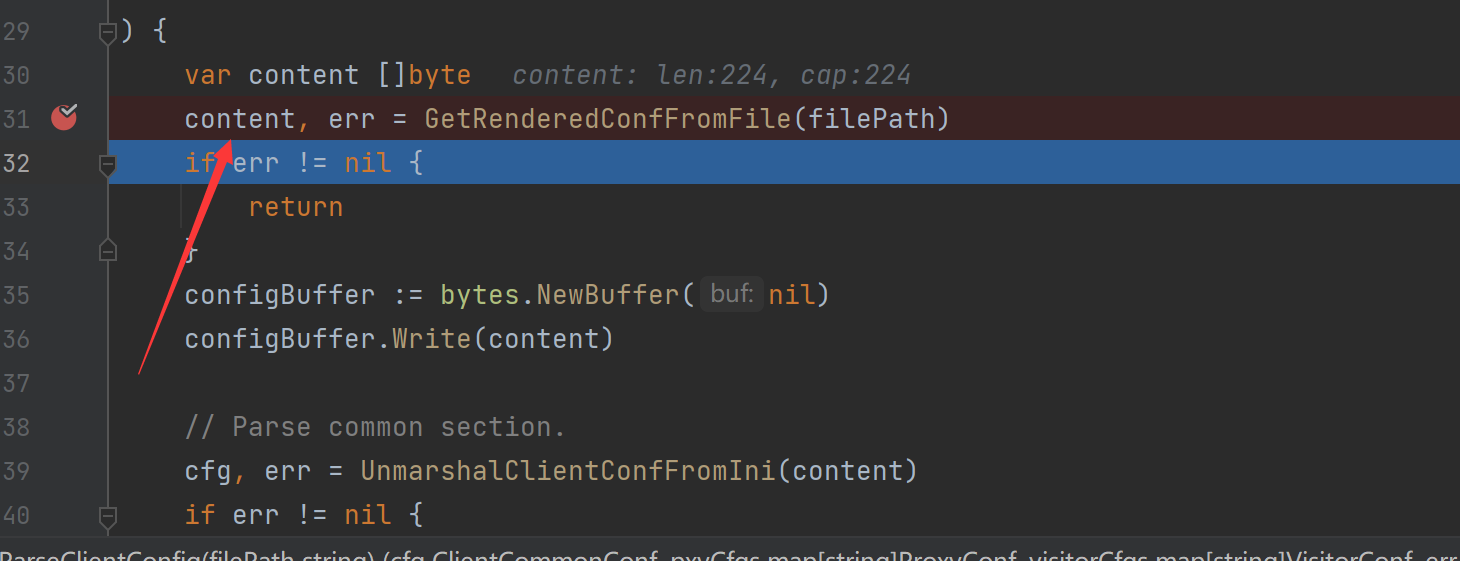 29 ) {
30 var content []byte content: len:224, cap:224
31 content, err = GetRenderedConfFromFile(filePath)
32 if err != nil {
33 return
34 }
35 configBuffer := bytes.NewBuffer( buf: nil)
36 configBuffer.Write(content)
37
38 // Parse common section.
39 cfg, err = UnmarshalClientConfFromIni(content)
40 if err != nil {
ParseClientConfig(filePath string) (cfg ClientCommonConf, pxyCfgs map[string]ProxyConf, visitorCfgs map[string]VisitorConf, err